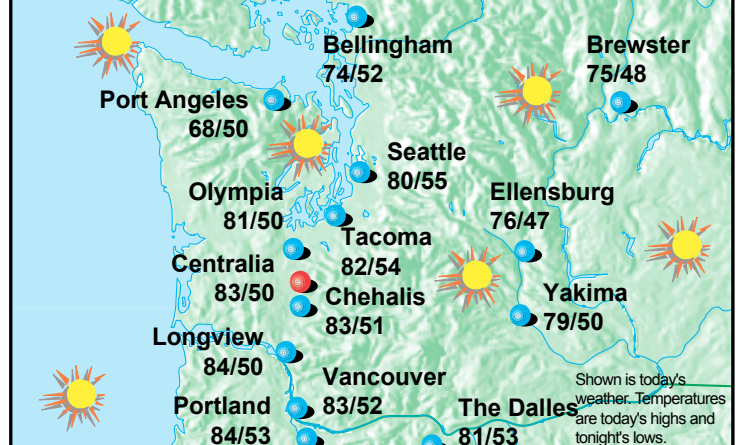 Bellingham
74/52
Brewster
75/48
Port Angeles
68/50
Seattle
80/55
Olympia
81/50
Ellensburg
76/47
Tacoma
82/54
Centralia
83/50
Chehalis
83/51
Yakima
79/50
Longview
84/50
Vancouver
83/52
Portland
84/53
The Dalles
81/53
Shown is today's
weather. Temperatures
are today's highs and
tonight's lows.